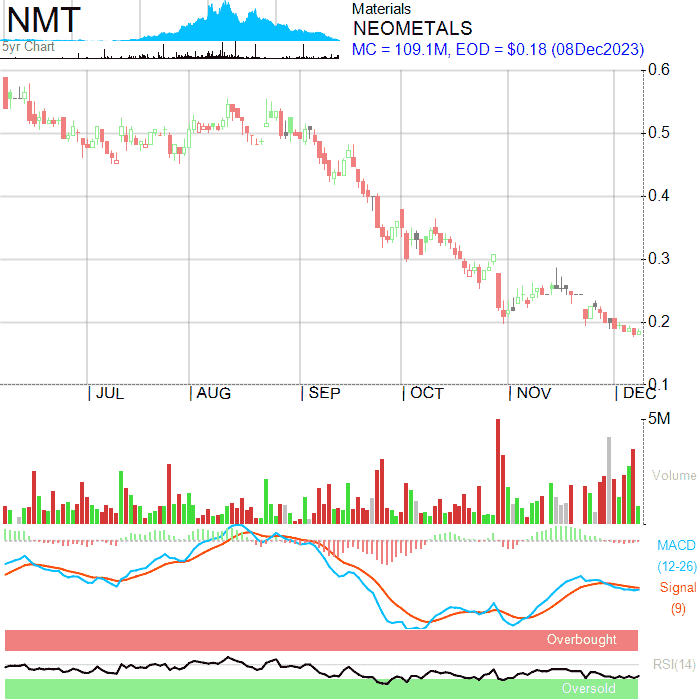 NMT
5yr Chart
Materials
NEOMETALS
MC = 109.1M, EOD = $0.18 (08Dec2023)
0.6
0.5
0.4
0.3
0.2
0.1
JUL AUG SEP OCT NOV DEC
5M
Volume
MACD
(12-26)
Signal
(9)
Overbought
RSI(14)
Oversold